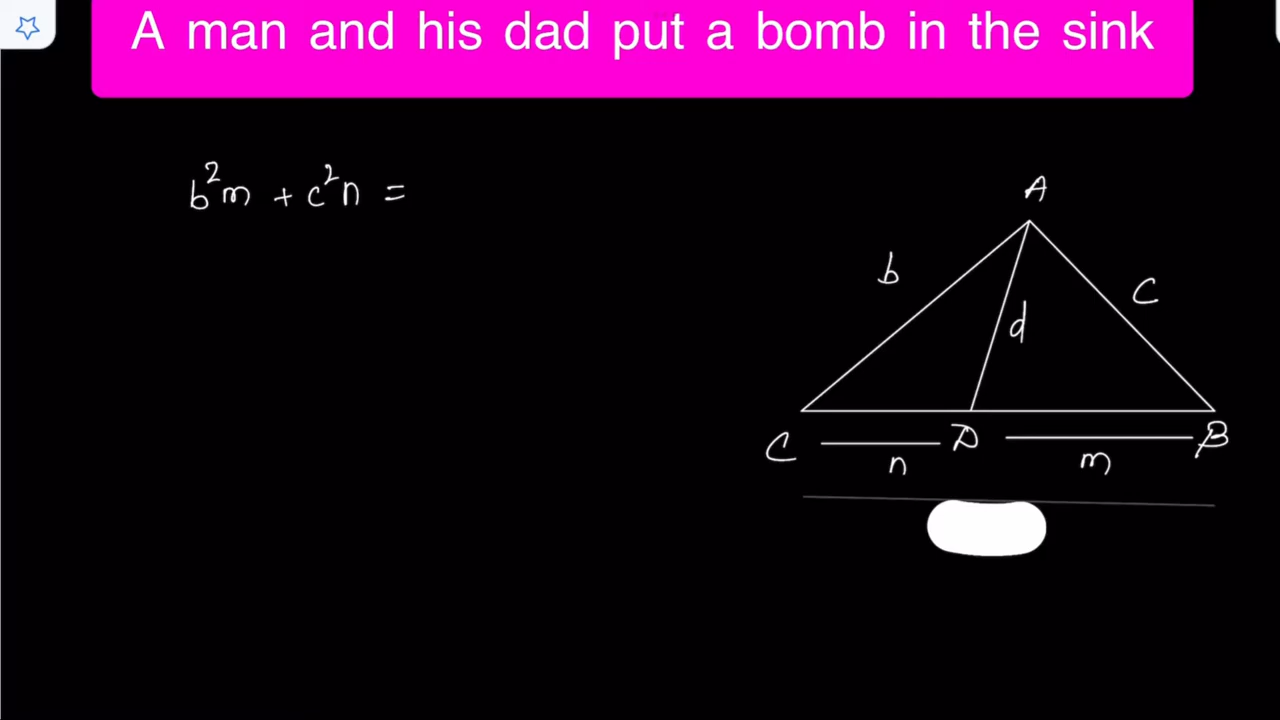 A man and his dad put a bomb in the sink
b²m + c²n =
A
b
C
d
C
D
B
n
m